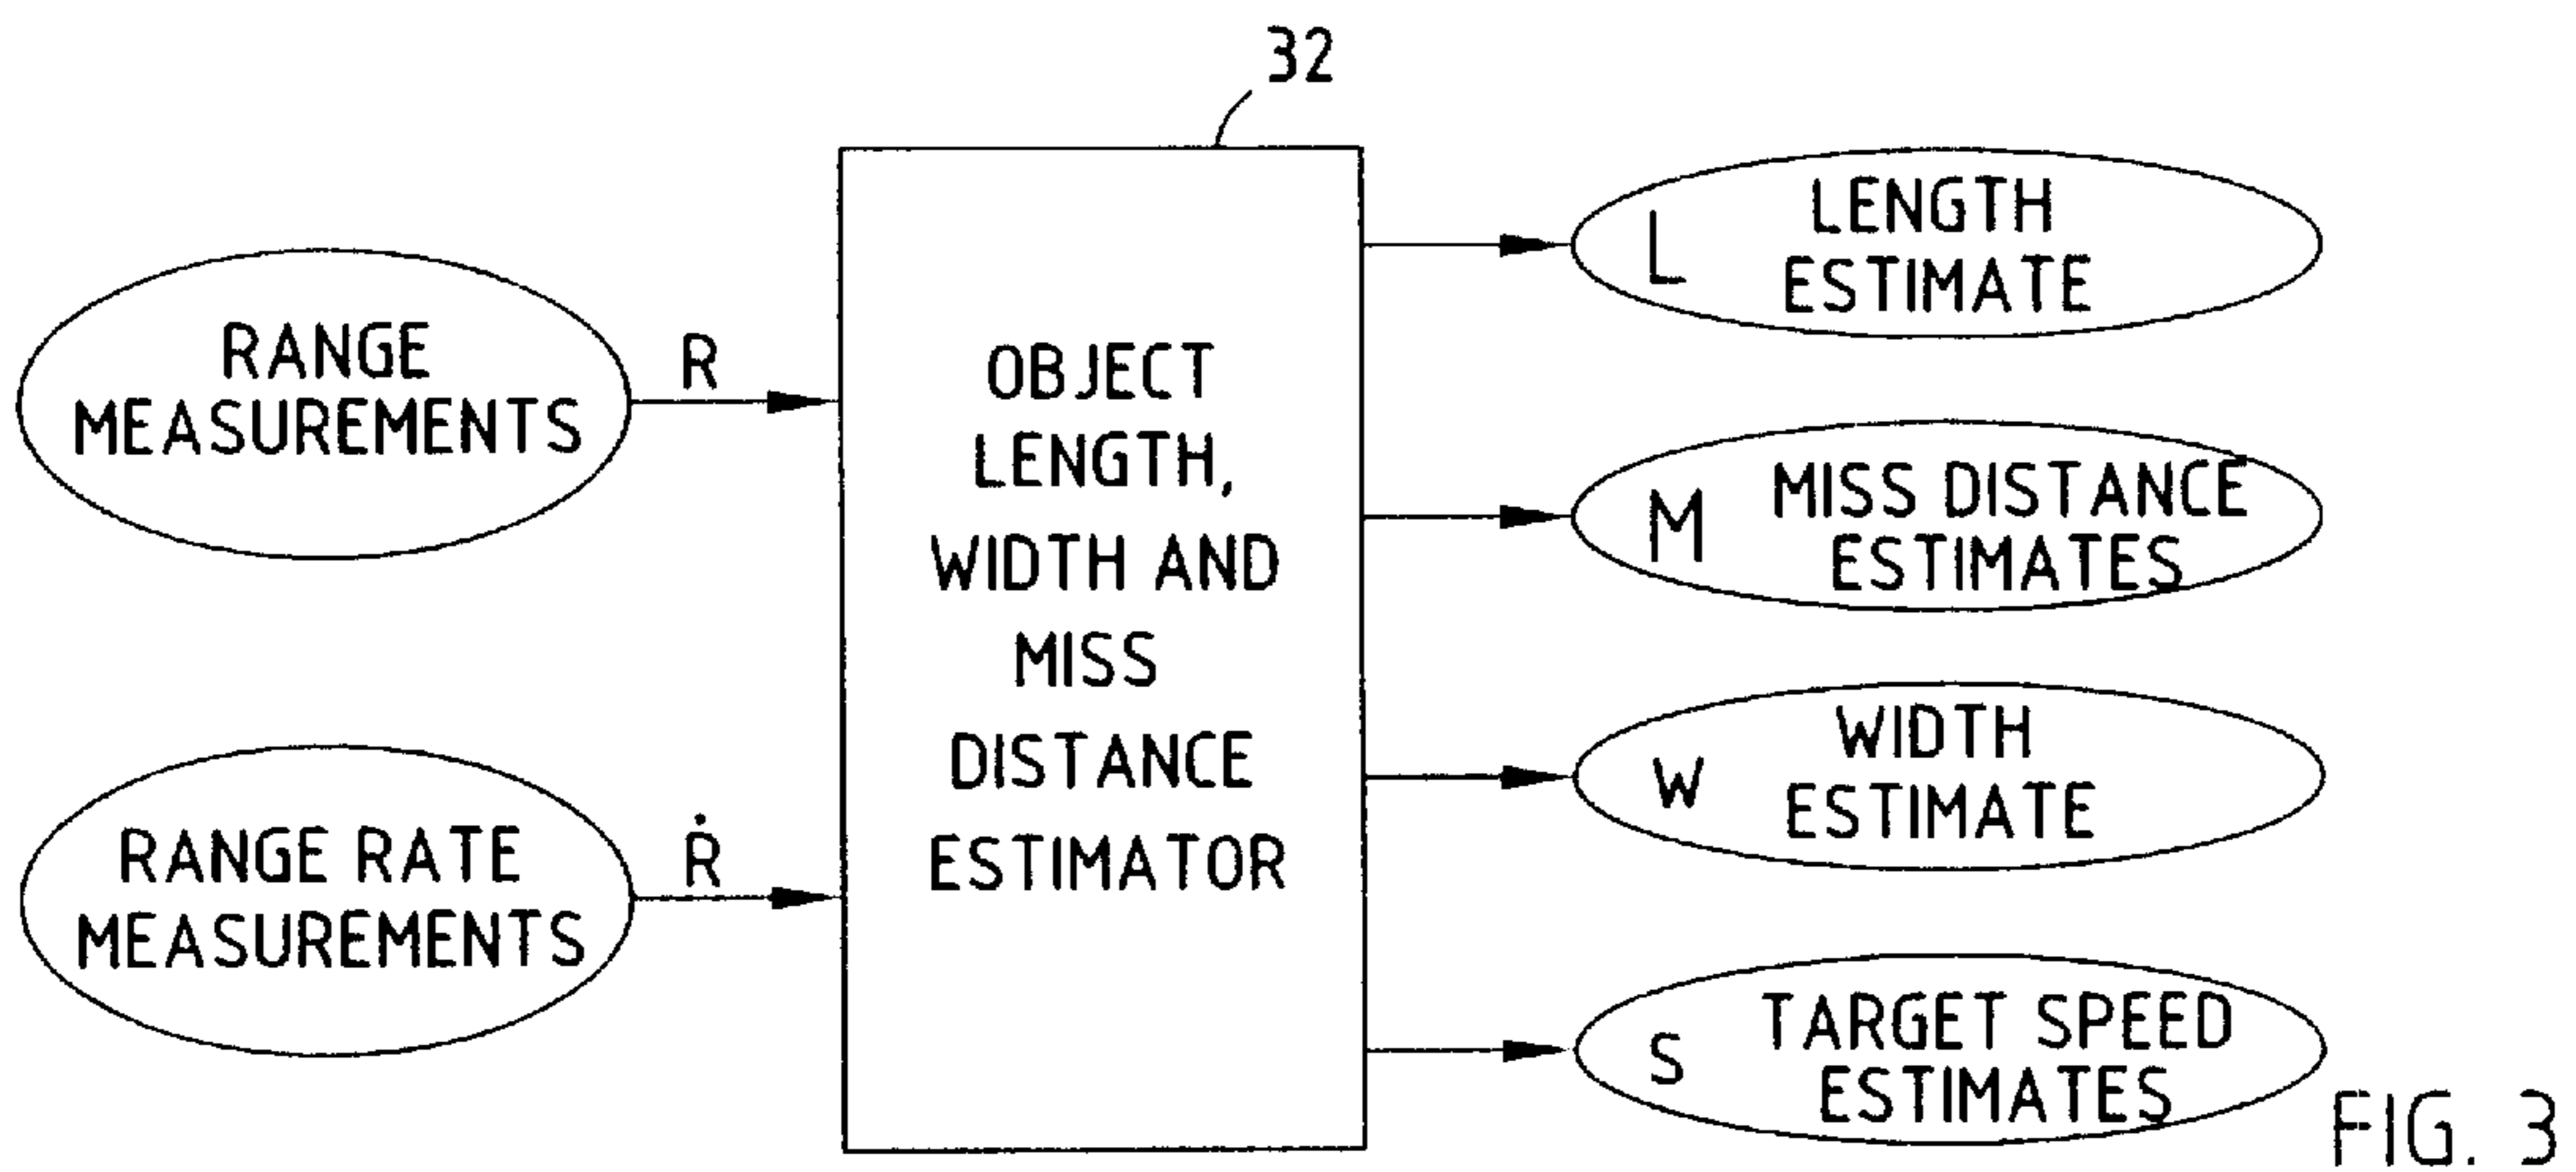 32
RANGE
MEASUREMENTS
R
RANGE RATE
MEASUREMENTS
Ṙ
OBJECT
LENGTH,
WIDTH AND
MISS
DISTANCE
ESTIMATOR
L LENGTH
ESTIMATE
M MISS DISTANCE
ESTIMATES
W WIDTH
ESTIMATE
S TARGET SPEED
ESTIMATES
FIG. 3